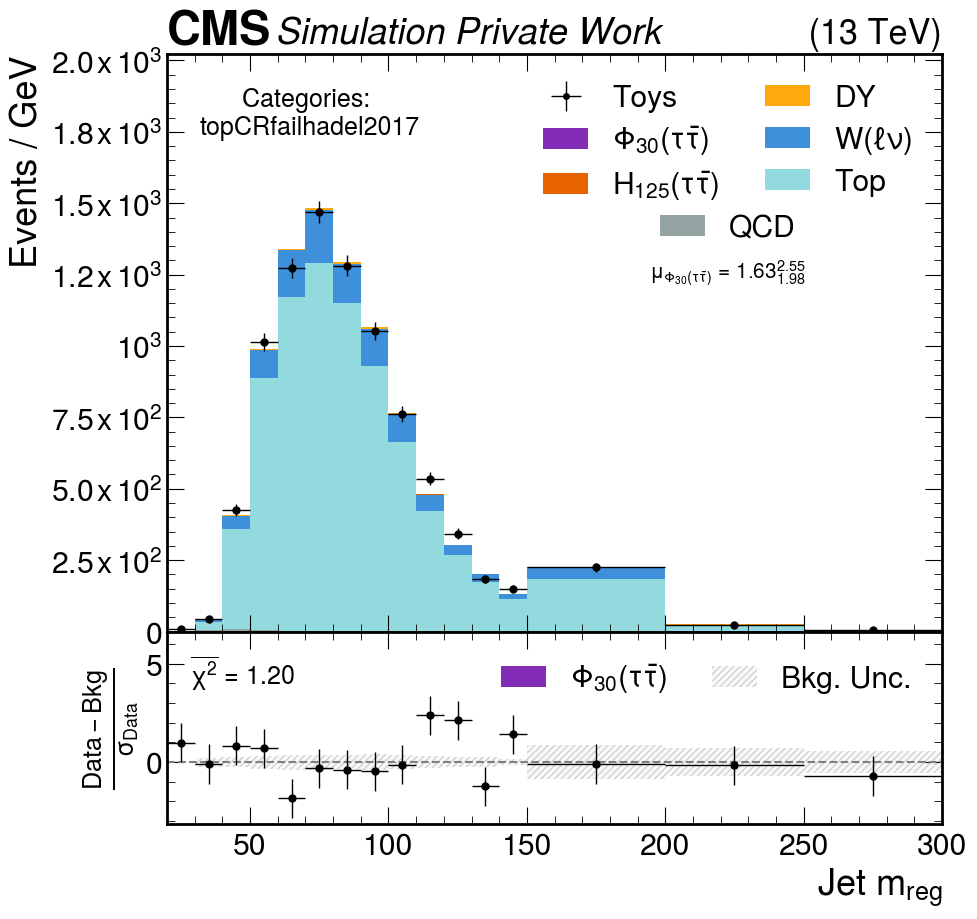 CMS Simulation Private Work (13 TeV)
Events / GeV
2.0 x 10³
1.8 x 10³
1.5 x 10³
1.2 x 10³
10³
7.5 x 10²
5.0 x 10²
2.5 x 10²
0
Categories:
topCRfailhadel2017
Toys
Φ₃₀(ττ̄)
H₁₂₅(ττ̄)
DY
W(ℓν)
Top
QCD
μ_Φ₃₀(ττ̄) = 1.63^2.55_1.98
Data – Bkg
σ_Data
5
0
χ̅²̅ = 1.20
Φ₃₀(ττ̄)
Bkg. Unc.
50 100 150 200 250 300
Jet m_reg